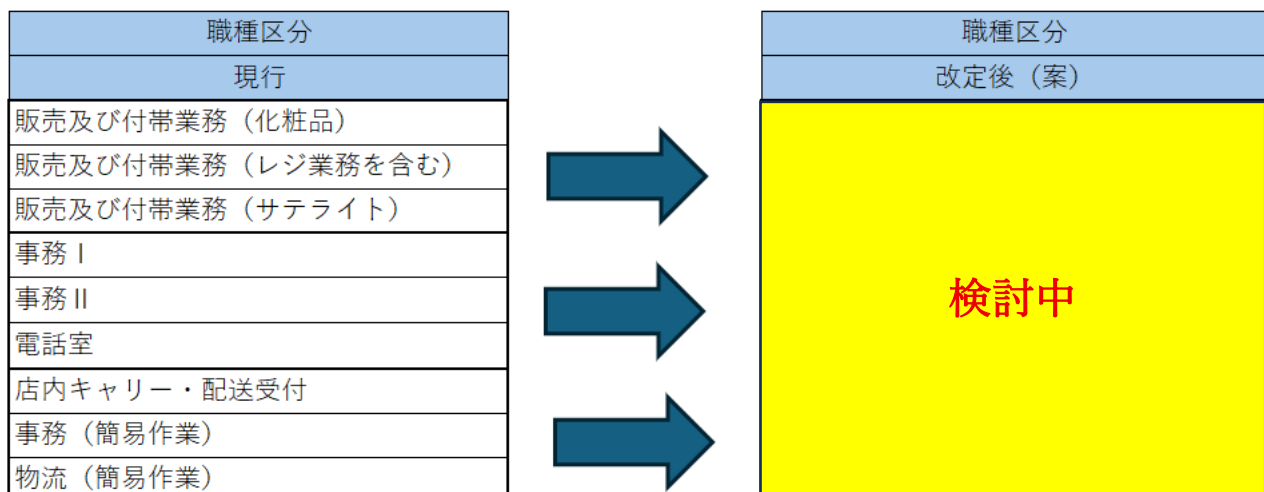 職種区分
現行
販売及び付帯業務（化粧品）
販売及び付帯業務（レジ業務を含む）
販売及び付帯業務（サテライト）
事務Ⅰ
事務Ⅱ
電話室
店内キャリー・配送受付
事務（簡易作業）
物流（簡易作業）
職種区分
改定後（案）
検討中